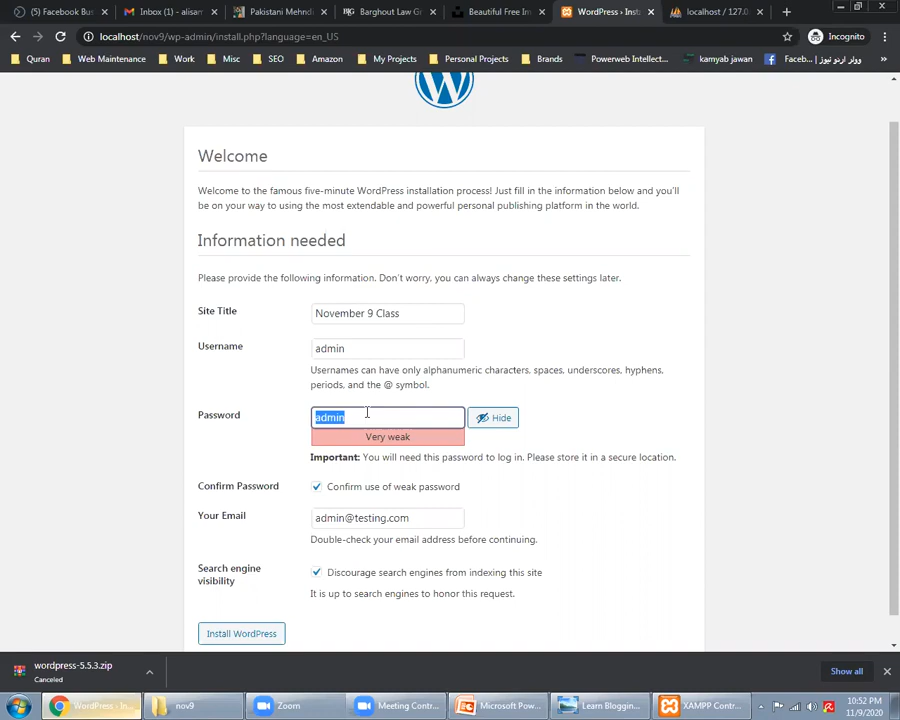 (5) Facebook Bus
Inbox (1) - alisam
Pakistani Mehndi
Barghout Law Gr
Beautiful Free Im
WordPress › Insta
localhost / 127.0
localhost/nov9/wp-admin/install.php?language=en_US
Incognito
Quran
Web Maintenance
Work
Misc
SEO
Amazon
My Projects
Personal Projects
Brands
Powerweb Intellect...
kamyab jawan
Faceb... | وولر اردو نیوز
»
Welcome
Welcome to the famous five-minute WordPress installation process! Just fill in the information below and you'll
be on your way to using the most extendable and powerful personal publishing platform in the world.
Information needed
Please provide the following information. Don't worry, you can always change these settings later.
Site Title
November 9 Class
Username
admin
Usernames can have only alphanumeric characters, spaces, underscores, hyphens,
periods, and the @ symbol.
Password
admin
Hide
Very weak
Important: You will need this password to log in. Please store it in a secure location.
Confirm Password
Confirm use of weak password
Your Email
admin@testing.com
Double-check your email address before continuing.
Search engine
visibility
Discourage search engines from indexing this site
It is up to search engines to honor this request.
Install WordPress
wordpress-5.5.3.zip
Canceled
Show all
WordPress › In...
nov9
Zoom
Meeting Contr...
Microsoft Pow...
Learn Bloggin...
XAMPP Contr...
10:52 PM
11/9/2020